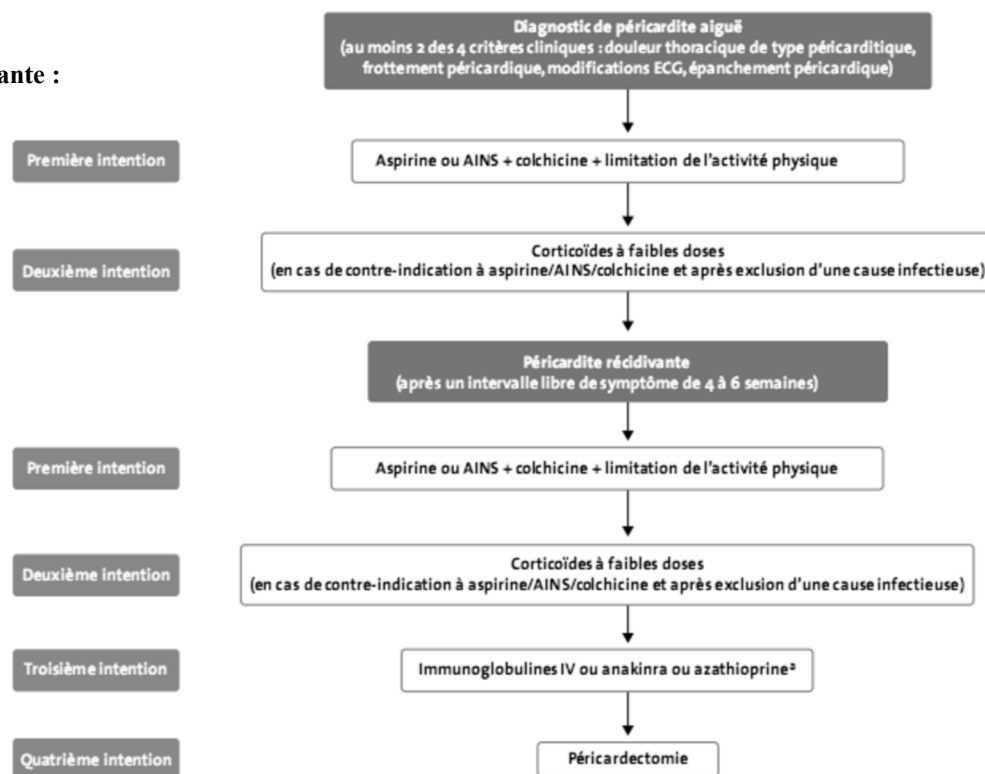 Diagnostic de péricardite aiguë
(au moins 2 des 4 critères cliniques : douleur thoracique de type péricarditique,
frottement péricardique, modifications ECG, épanchement péricardique)
ante :
Première intention
Aspirine ou AINS + colchicine + limitation de l'activité physique
Deuxième intention
Corticoïdes à faibles doses
(en cas de contre-indication à aspirine/AINS/colchicine et après exclusion d'une cause infectieuse)
Péricardite récidivante
(après un intervalle libre de symptôme de 4 à 6 semaines)
Première intention
Aspirine ou AINS + colchicine + limitation de l'activité physique
Deuxième intention
Corticoïdes à faibles doses
(en cas de contre-indication à aspirine/AINS/colchicine et après exclusion d'une cause infectieuse)
Troisième intention
Immunoglobulines IV ou anakinra ou azathioprineᵃ
Quatrième intention
Péricardectomie